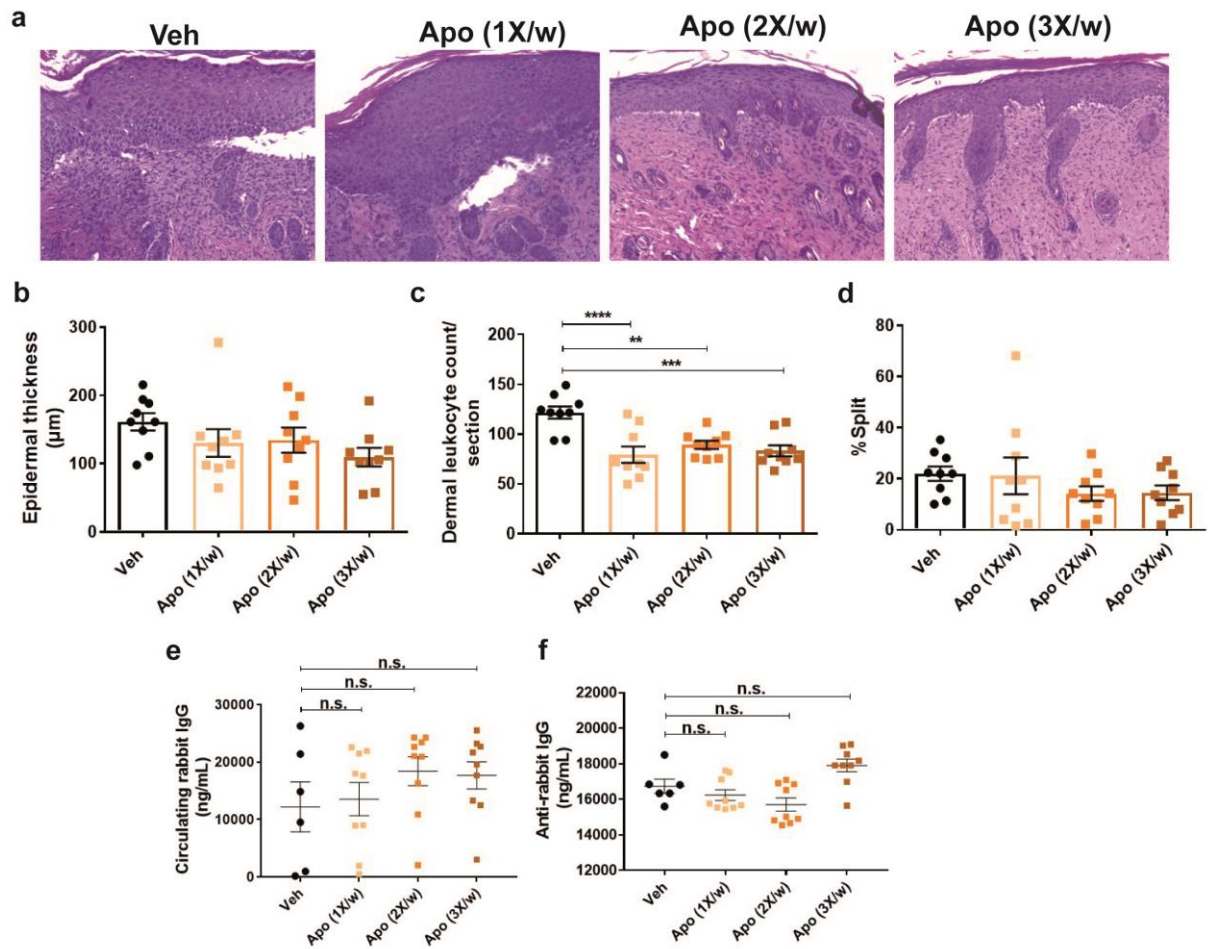 a
Veh
Apo (1X/w)
Apo (2X/w)
Apo (3X/w)
b
Epidermal thickness
(µm)
300
200
100
0
Veh
Apo (1X/w)
Apo (2X/w)
Apo (3X/w)
c
Dermal leukocyte count/
section
200
150
100
50
0
****
**
***
Veh
Apo (1X/w)
Apo (2X/w)
Apo (3X/w)
d
% Split
80
60
40
20
0
Veh
Apo (1X/w)
Apo (2X/w)
Apo (3X/w)
e
Circulating rabbit IgG
(ng/mL)
30000
20000
10000
0
n.s.
n.s.
n.s.
Veh
Apo (1X/w)
Apo (2X/w)
Apo (3X/w)
f
Anti-rabbit IgG
(ng/mL)
22000
20000
18000
16000
14000
12000
n.s.
n.s.
n.s.
Veh
Apo (1X/w)
Apo (2X/w)
Apo (3X/w)